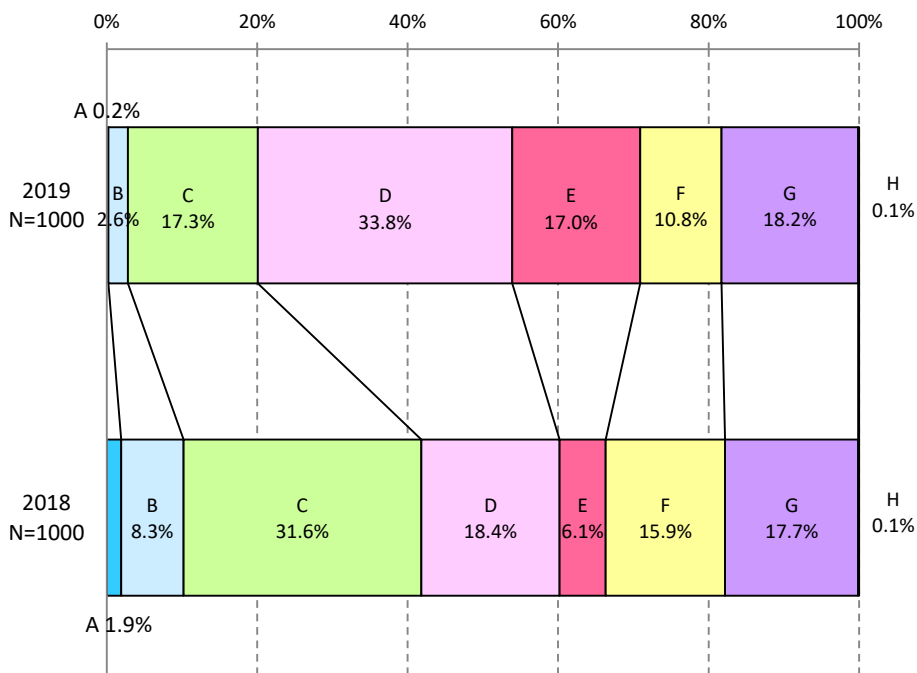 0%
20%
40%
60%
80%
100%
A 0.2%
2019
N=1000
B
2.6%
C
17.3%
D
33.8%
E
17.0%
F
10.8%
G
18.2%
H
0.1%
2018
N=1000
B
8.3%
C
31.6%
D
18.4%
E
6.1%
F
15.9%
G
17.7%
H
0.1%
A 1.9%